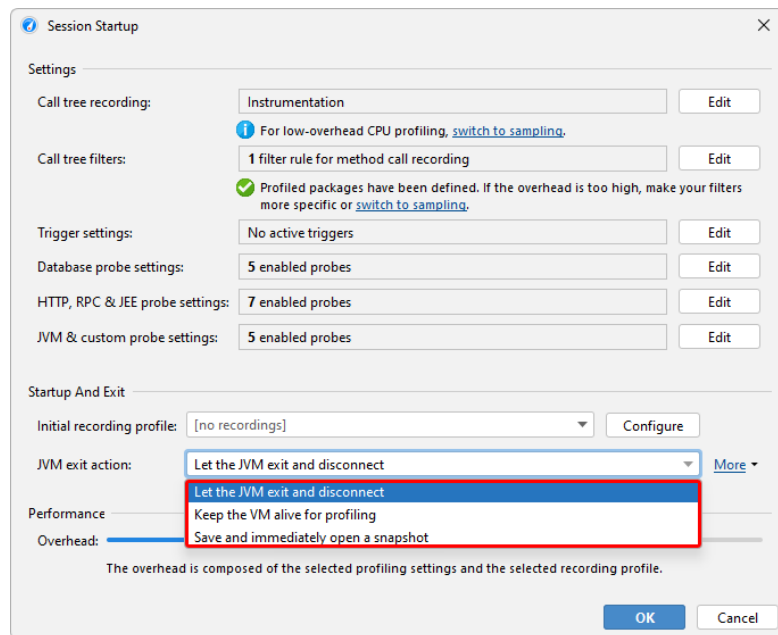 Session Startup
Settings
Call tree recording: Instrumentation Edit
For low-overhead CPU profiling, switch to sampling.
Call tree filters: 1 filter rule for method call recording Edit
Profiled packages have been defined. If the overhead is too high, make your filters
more specific or switch to sampling.
Trigger settings: No active triggers Edit
Database probe settings: 5 enabled probes Edit
HTTP, RPC & JEE probe settings: 7 enabled probes Edit
JVM & custom probe settings: 5 enabled probes Edit
Startup And Exit
Initial recording profile: [no recordings] Configure
JVM exit action: Let the JVM exit and disconnect More
Let the JVM exit and disconnect
Performance
Keep the VM alive for profiling
Overhead: Save and immediately open a snapshot
The overhead is composed of the selected profiling settings and the selected recording profile.
OK Cancel